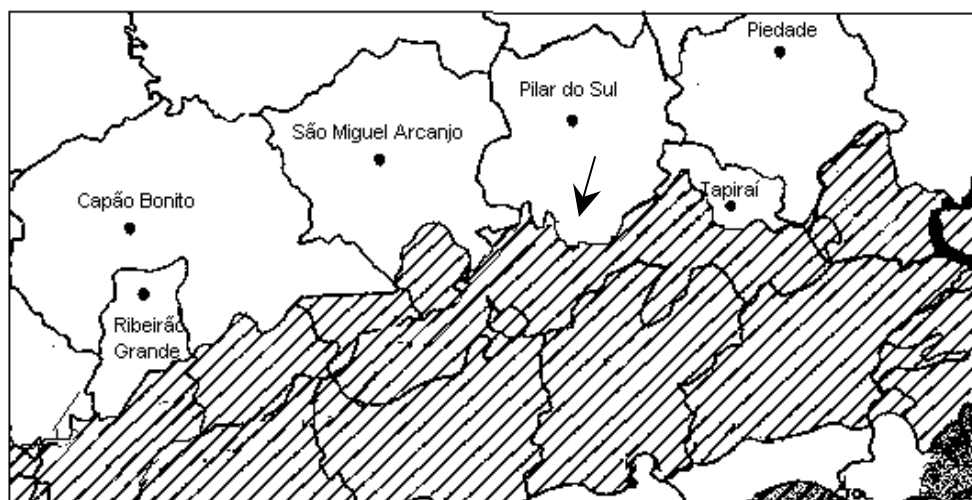 Piedade
Pilar do Sul
São Miguel Arcanjo
Tapiraí
Capão Bonito
Ribeirão
Grande